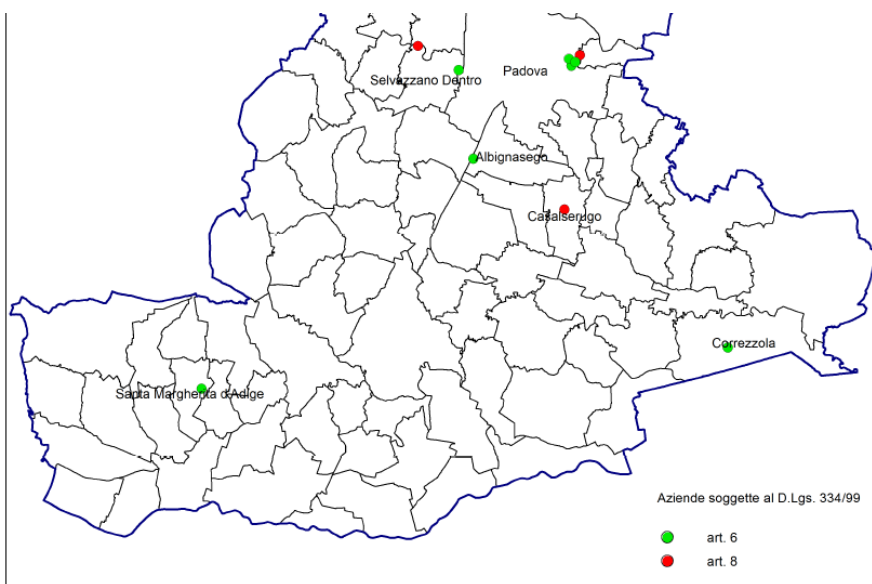 Selvazzano Dentro
Padova
Albignasego
Casalserugo
Correzzola
Santa Margherita d'Adige
Aziende soggette al D.Lgs. 334/99
art. 6
art. 8